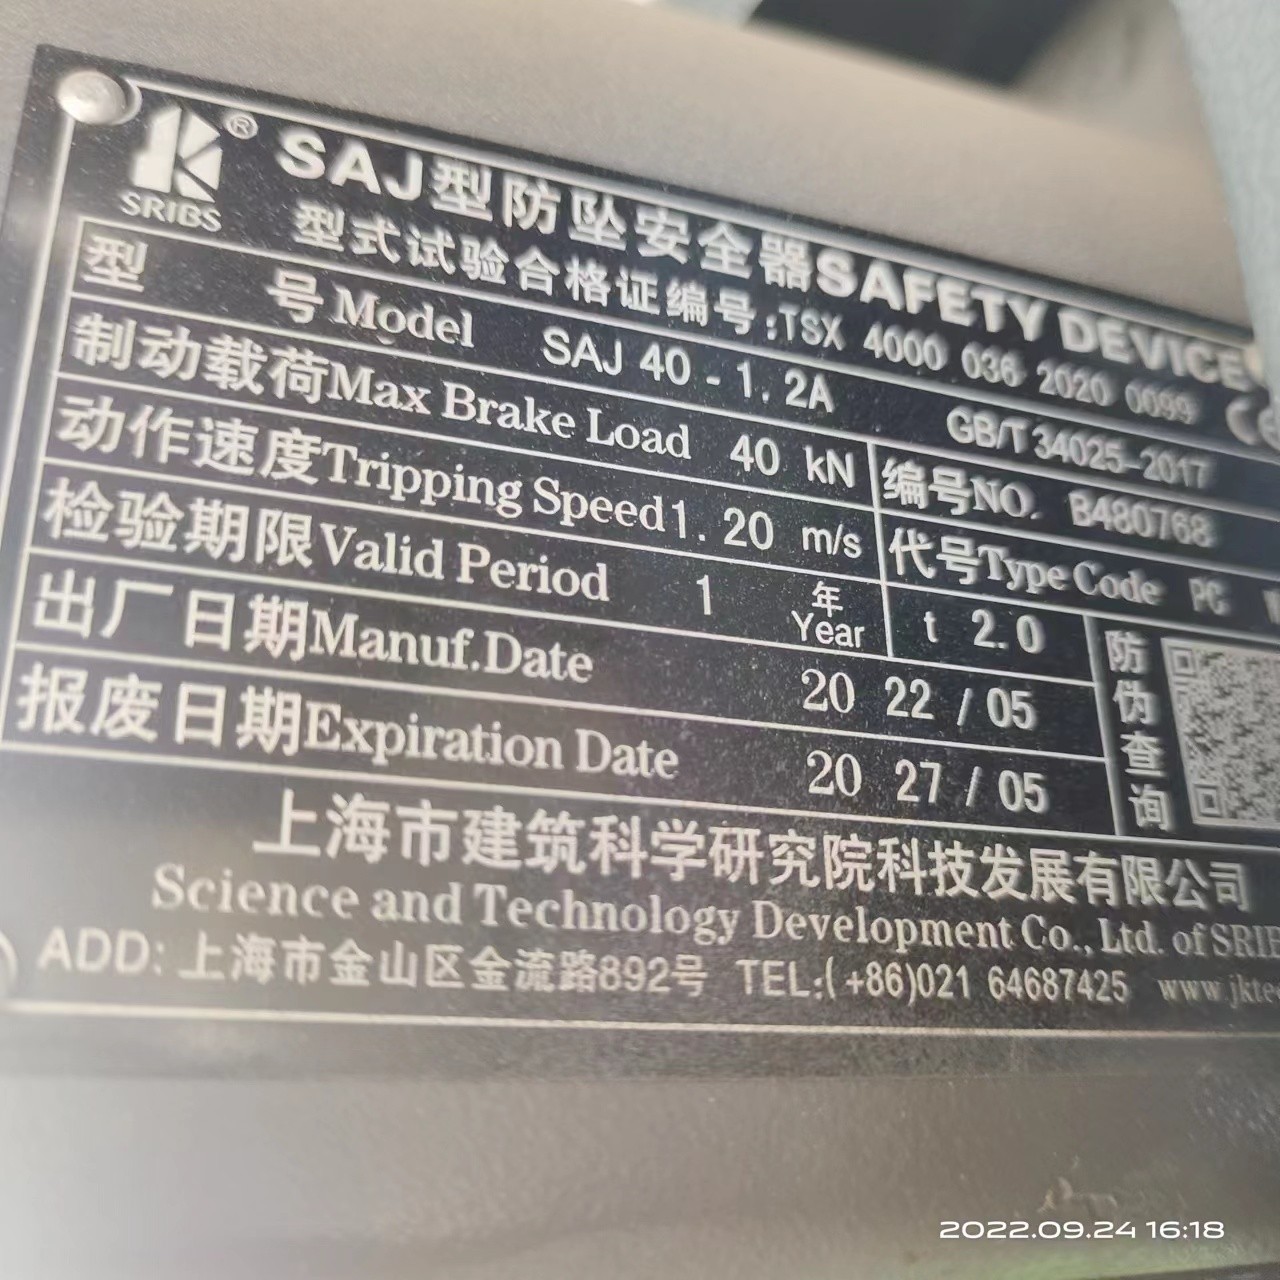 SRIBS
®
SAJ型防坠安全器SAFETY DEVICE
型式试验合格证编号:TSX 4000 036 2020 0099
型 号Model SAJ 40-1.2A GB/T 34025-2017
制动载荷Max Brake Load 40 kN 编号NO. B480768
动作速度Tripping Speed 1.20 m/s 代号Type Code PC
检验期限Valid Period 1 年 Year t 2.0
出厂日期Manuf.Date 20 22 / 05
报废日期Expiration Date 20 27 / 05
防伪查询
上海市建筑科学研究院科技发展有限公司
Science and Technology Development Co., Ltd. of
ADD: 上海市金山区金流路892号 TEL:(+86)021 64687425
2022.09.24 16:18